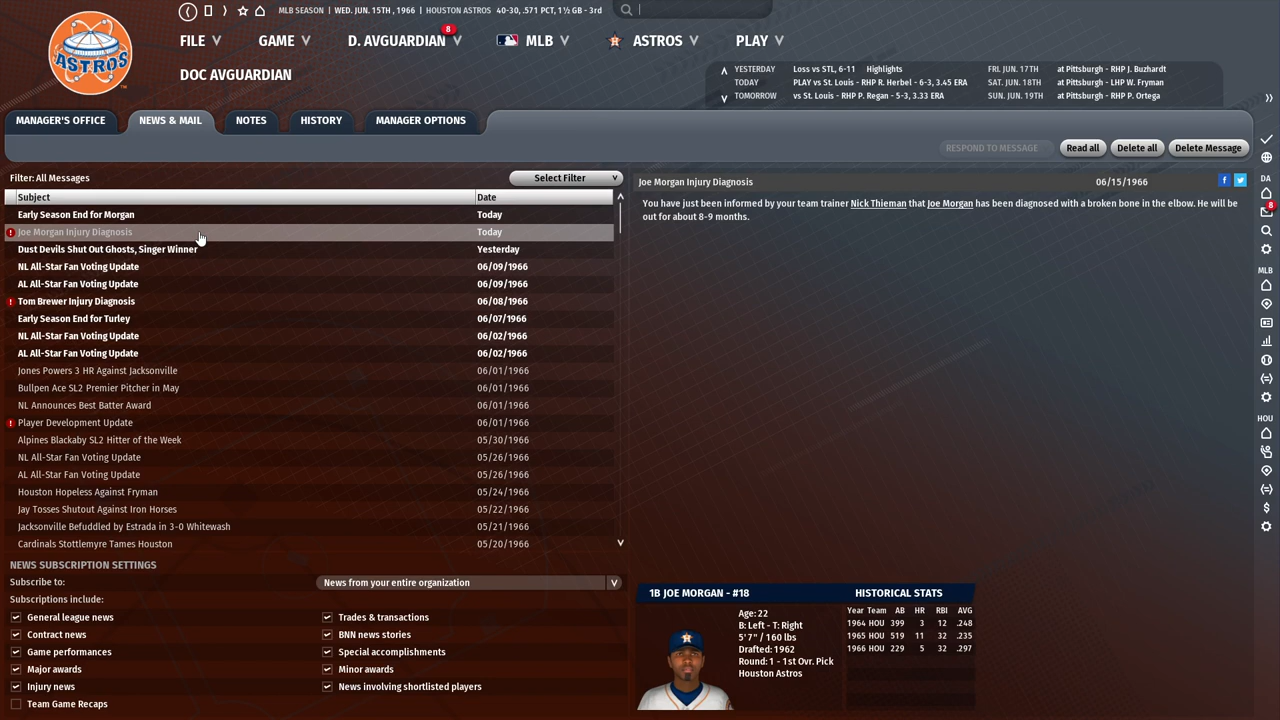 MLB SEASON | WED. JUN. 15TH , 1966 | HOUSTON ASTROS 40-30, .571 PCT, 1½ GB - 3rd
ASTROS
FILE GAME D. AVGUARDIAN 8 MLB ASTROS PLAY
DOC AVGUARDIAN
YESTERDAY Loss vs STL, 6-11 Highlights FRI. JUN. 17TH at Pittsburgh - RHP J. Buzhardt
TODAY PLAY vs St. Louis - RHP R. Herbel - 6-3, 3.45 ERA SAT. JUN. 18TH at Pittsburgh - LHP W. Fryman
TOMORROW vs St. Louis - RHP P. Regan - 5-3, 3.33 ERA SUN. JUN. 19TH at Pittsburgh - RHP P. Ortega
MANAGER'S OFFICE NEWS & MAIL NOTES HISTORY MANAGER OPTIONS
RESPOND TO MESSAGE Read all Delete all Delete Message
Filter: All Messages Select Filter
Subject Date
Early Season End for Morgan Today
Joe Morgan Injury Diagnosis Today
Dust Devils Shut Out Ghosts, Singer Winner Yesterday
NL All-Star Fan Voting Update 06/09/1966
AL All-Star Fan Voting Update 06/09/1966
Tom Brewer Injury Diagnosis 06/08/1966
Early Season End for Turley 06/07/1966
NL All-Star Fan Voting Update 06/02/1966
AL All-Star Fan Voting Update 06/02/1966
Jones Powers 3 HR Against Jacksonville 06/01/1966
Bullpen Ace SL2 Premier Pitcher in May 06/01/1966
NL Announces Best Batter Award 06/01/1966
Player Development Update 06/01/1966
Alpines Blackaby SL2 Hitter of the Week 05/30/1966
NL All-Star Fan Voting Update 05/26/1966
AL All-Star Fan Voting Update 05/26/1966
Houston Hopeless Against Fryman 05/24/1966
Jay Tosses Shutout Against Iron Horses 05/22/1966
Jacksonville Befuddled by Estrada in 3-0 Whitewash 05/21/1966
Cardinals Stottlemyre Tames Houston 05/20/1966
NEWS SUBSCRIPTION SETTINGS
Subscribe to: News from your entire organization
Subscriptions include:
General league news Trades & transactions
Contract news BNN news stories
Game performances Special accomplishments
Major awards Minor awards
Injury news News involving shortlisted players
Team Game Recaps
Joe Morgan Injury Diagnosis 06/15/1966
You have just been informed by your team trainer Nick Thieman that Joe Morgan has been diagnosed with a broken bone in the elbow. He will be
out for about 8-9 months.
1B JOE MORGAN - #18
Age: 22
B: Left - T: Right
5' 7" / 160 lbs
Drafted: 1962
Round: 1 - 1st Ovr. Pick
Houston Astros
HISTORICAL STATS
Year Team AB HR RBI AVG
1964 HOU 399 3 12 .248
1965 HOU 519 11 32 .235
1966 HOU 229 5 32 .297
DA
8
MLB
HOU